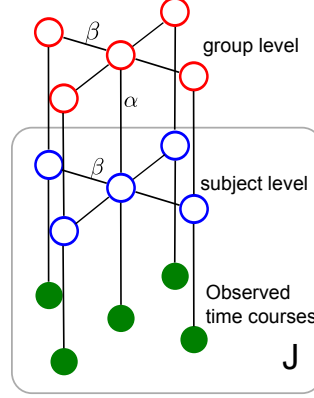 β
group level
α
β
subject level
Observed
time courses
J